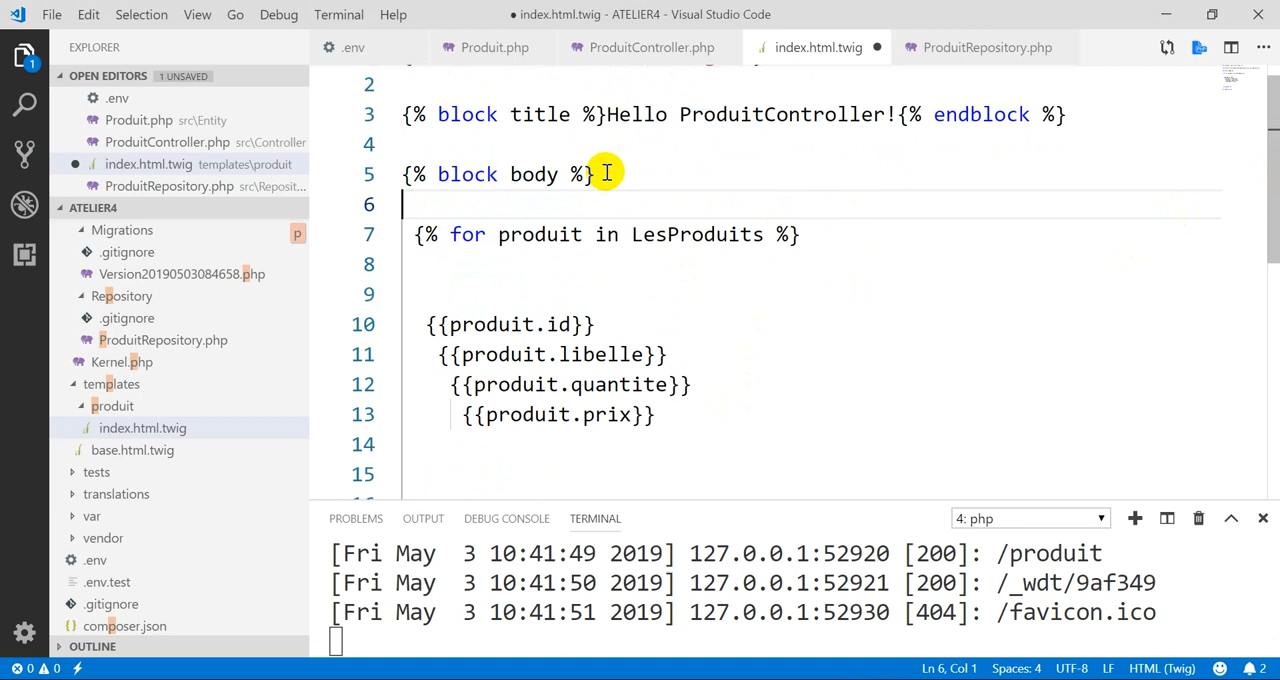 File Edit Selection View Go Debug Terminal Help
● index.html.twig - ATELIER4 - Visual Studio Code
EXPLORER
.env
Produit.php
ProduitController.php
index.html.twig ●
ProduitRepository.php
1
OPEN EDITORS 1 UNSAVED
.env
Produit.php src\Entity
ProduitController.php src\Controller
● index.html.twig templates\produit
ProduitRepository.php src\Reposit...
ATELIER4
Migrations p
.gitignore
Version20190503084658.php
Repository
.gitignore
ProduitRepository.php
Kernel.php
templates
produit
index.html.twig
base.html.twig
tests
translations
var
vendor
.env
.env.test
.gitignore
{} composer.json
OUTLINE
2
3 {% block title %}Hello ProduitController!{% endblock %}
4
5 {% block body %}
6
7 {% for produit in LesProduits %}
8
9
10 {{produit.id}}
11 {{produit.libelle}}
12 {{produit.quantite}}
13 {{produit.prix}}
14
15
PROBLEMS OUTPUT DEBUG CONSOLE TERMINAL
4: php
[Fri May  3 10:41:49 2019] 127.0.0.1:52920 [200]: /produit
[Fri May  3 10:41:50 2019] 127.0.0.1:52921 [200]: /_wdt/9af349
[Fri May  3 10:41:51 2019] 127.0.0.1:52930 [404]: /favicon.ico
0 0
Ln 6, Col 1 Spaces: 4 UTF-8 LF HTML (Twig) 2